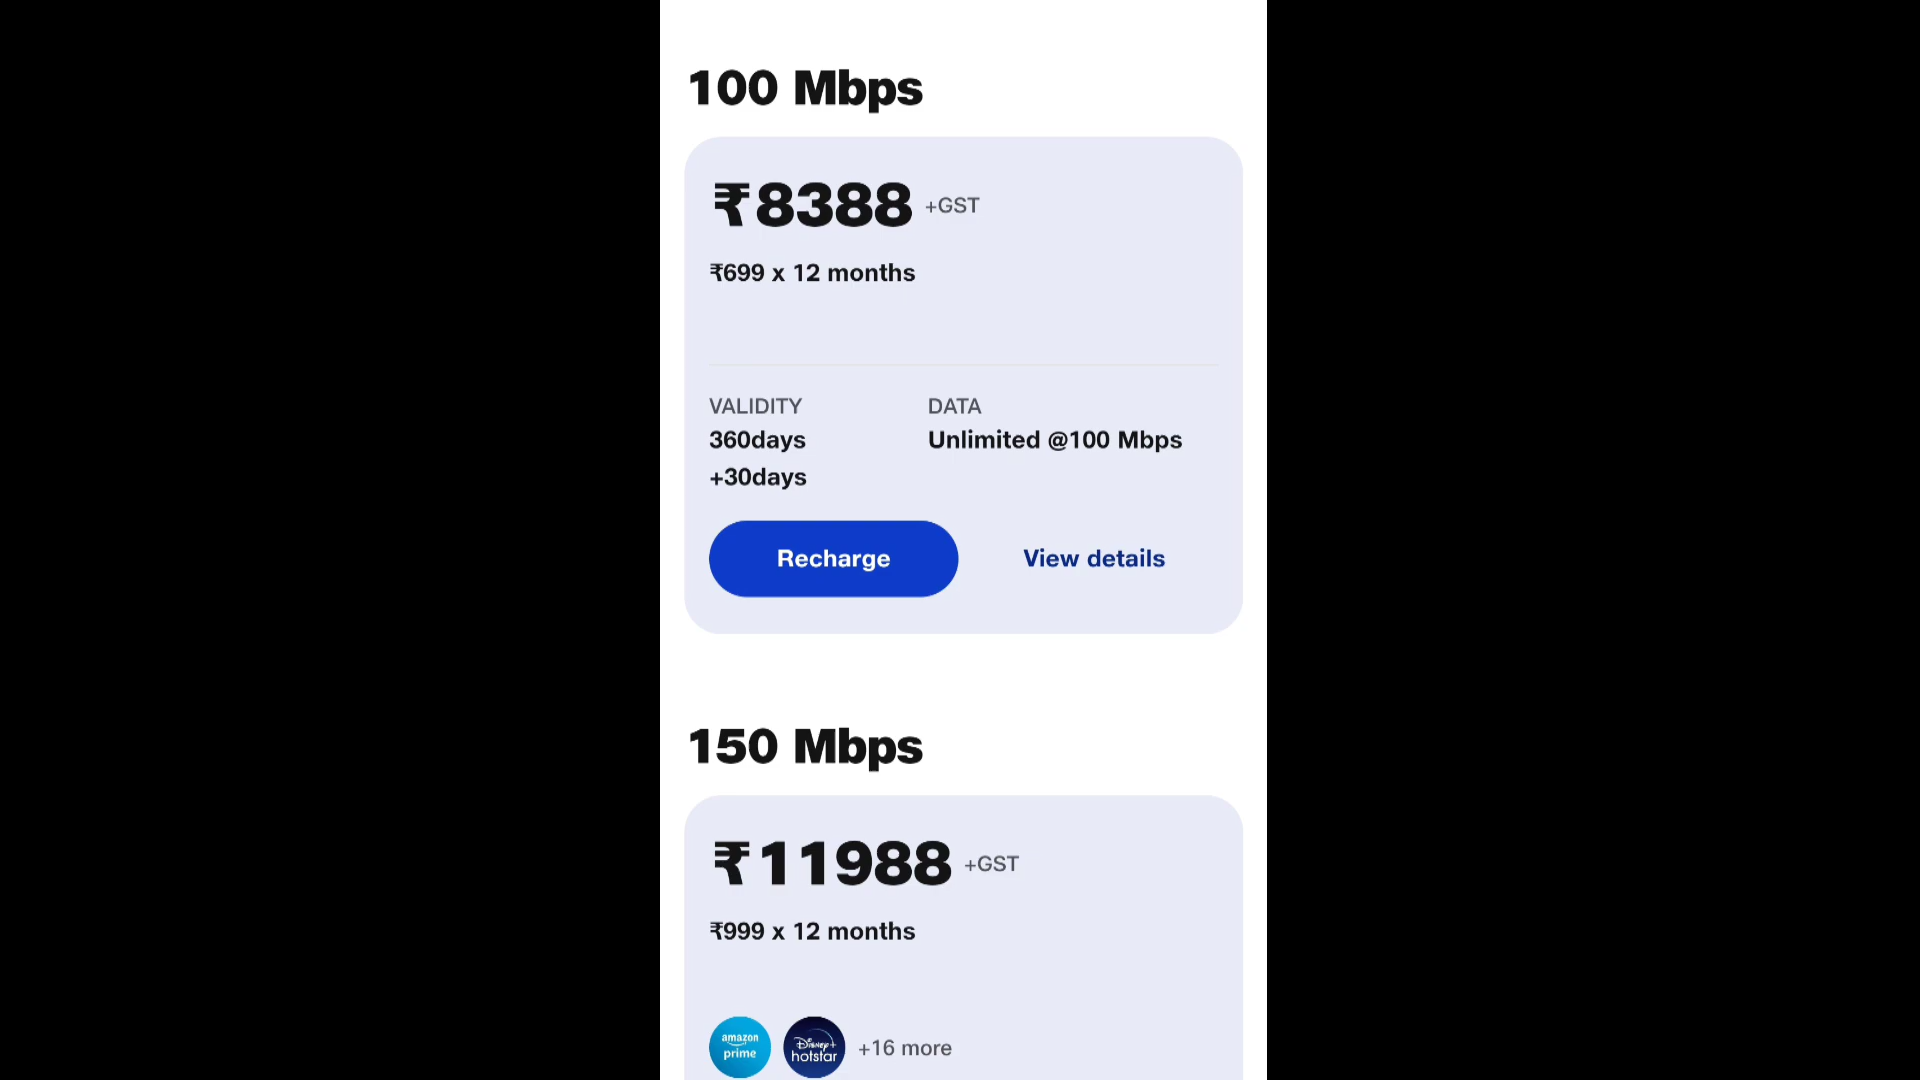 100 Mbps
₹8388 +GST
₹699 x 12 months
VALIDITY DATA
360days Unlimited @100 Mbps
+30days
Recharge View details
150 Mbps
₹11988 +GST
₹999 x 12 months
amazon
prime
Disney+
hotstar
+16 more